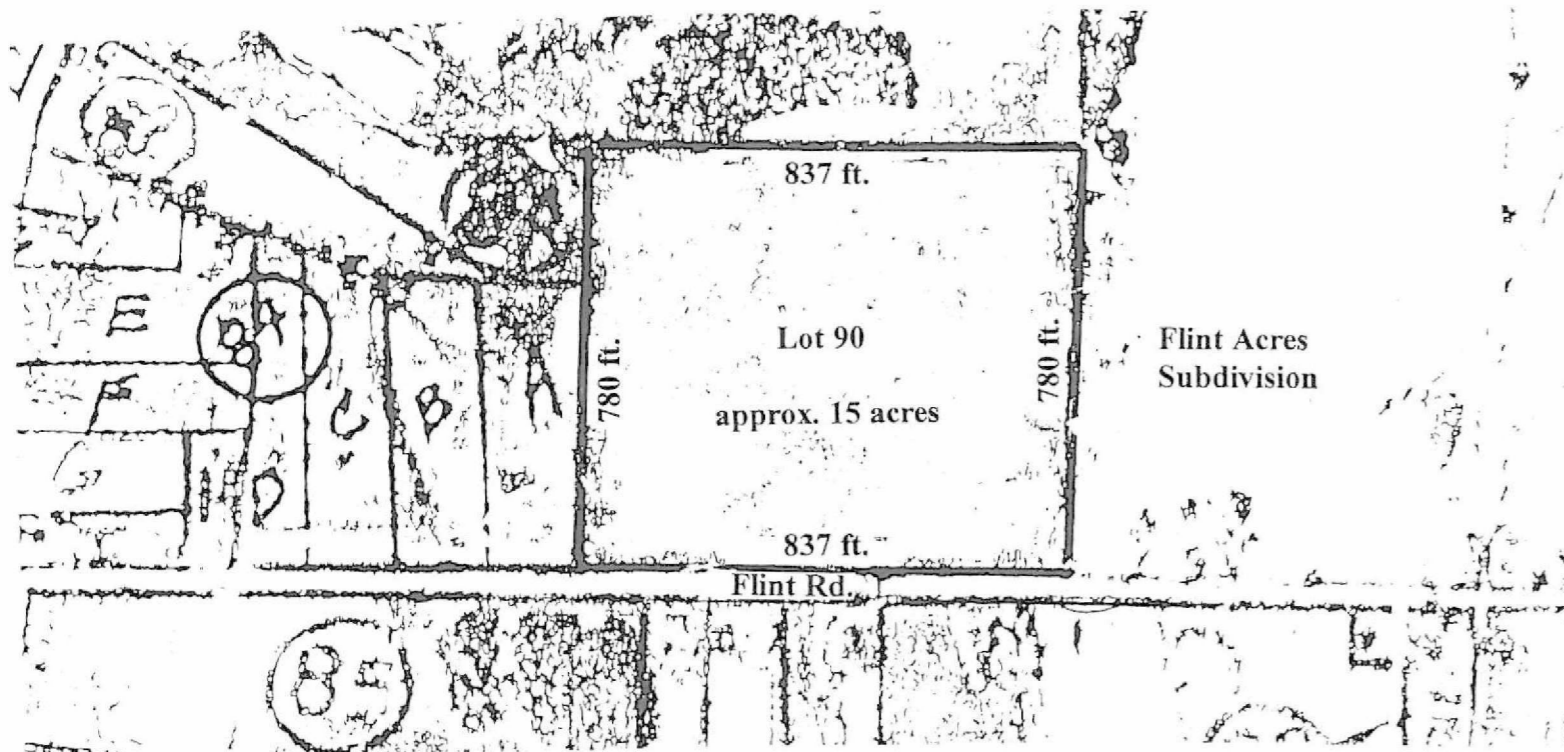 837 ft.
E
F
C
B
A
D
780 ft.
Lot 90
approx. 15 acres
780 ft.
Flint Acres
Subdivision
837 ft.
Flint Rd.